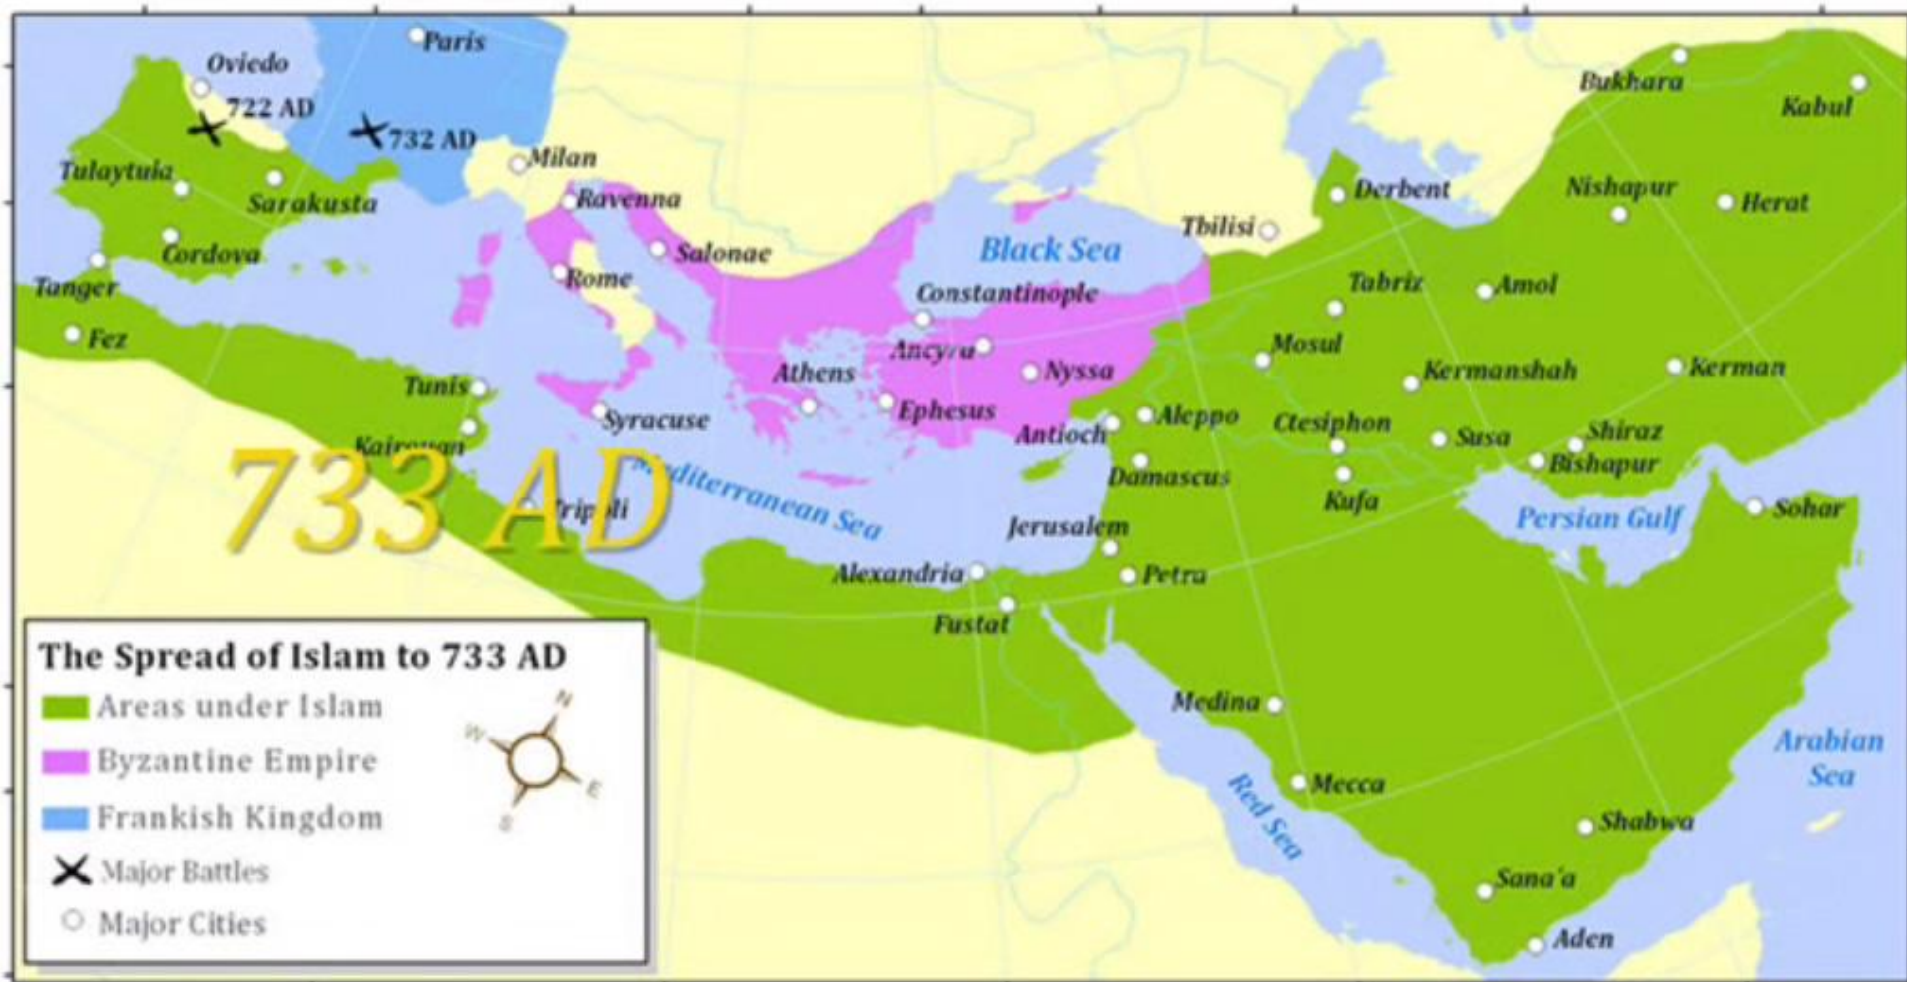 Paris
Oviedo
722 AD
732 AD
Milan
Tulaytula
Sarakusta
Ravenna
Cordova
Salonae
Rome
Tanger
Fez
Black Sea
Constantinople
Tbilisi
Derbent
Bukhara
Kabul
Nishapur
Herat
Tabriz
Amol
Mosul
Ancyra
Nyssa
Athens
Ephesus
Tunis
Syracuse
Kairouan
Kermanshah
Kerman
Aleppo
Antioch
Ctesiphon
Susa
Shiraz
Bishapur
Damascus
Kufa
733 AD
Mediterranean Sea
Tripoli
Persian Gulf
Sohar
Jerusalem
Alexandria
Petra
Fustat
Medina
Mecca
Red Sea
Arabian
Sea
Shabwa
Sana'a
Aden
The Spread of Islam to 733 AD
Areas under Islam
Byzantine Empire
Frankish Kingdom
Major Battles
Major Cities
N
W
E
S